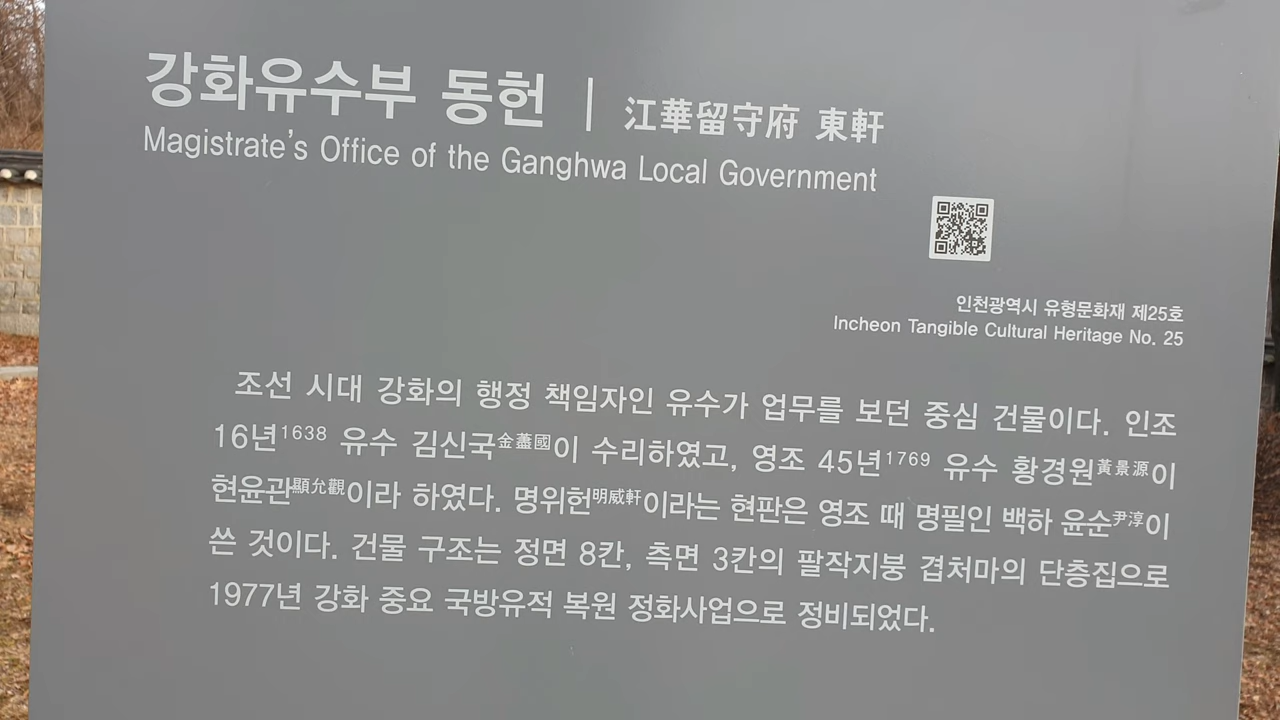 강화유수부 동헌 | 江華留守府 東軒
Magistrate's Office of the Ganghwa Local Government
인천광역시 유형문화재 제25호
Incheon Tangible Cultural Heritage No. 25
조선 시대 강화의 행정 책임자인 유수가 업무를 보던 중심 건물이다. 인조
16년1638 유수 김신국金藎國이 수리하였고, 영조 45년1769 유수 황경원黃景源이
현윤관顯允觀이라 하였다. 명위헌明威軒이라는 현판은 영조 때 명필인 백하 윤순尹淳이
쓴 것이다. 건물 구조는 정면 8칸, 측면 3칸의 팔작지붕 겹처마의 단층집으로
1977년 강화 중요 국방유적 복원 정화사업으로 정비되었다.